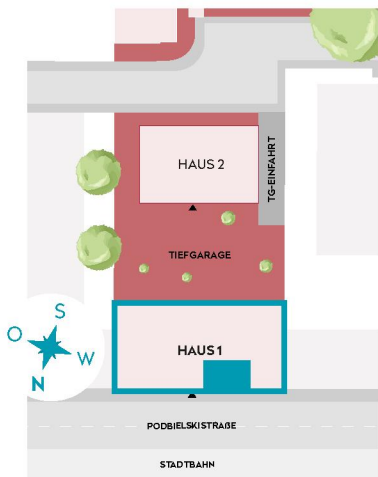 HAUS 2
TG-EINFAHRT
TIEFGARAGE
S
O
W
N
HAUS 1
PODBIELSKISTRAßE
STADTBAHN